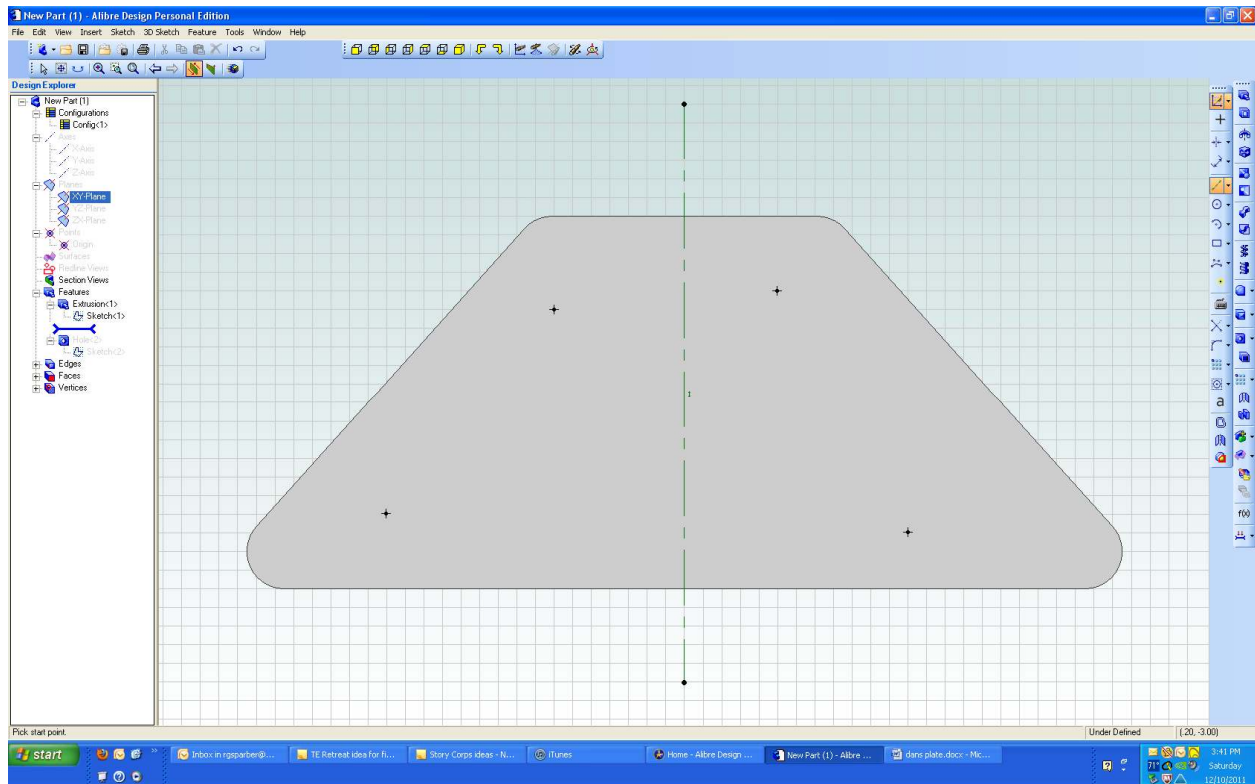 New Part (1) - Alibre Design Personal Edition
File Edit View Insert Sketch 3D Sketch Feature Tools Window Help
Design Explorer
New Part (1)
Configurations
Config<1>
Axes
X-Axis
Y-Axis
Z-Axis
Planes
XY-Plane
YZ-Plane
ZX-Plane
Points
Origin
Surfaces
Redline Views
Section Views
Features
Extrusion<1>
Sketch<1>
Hole<2>
Sketch<2>
Edges
Faces
Vertices
a
f(x)
Pick start point.
Under Defined
(.20, -3.00)
start
Inbox in rgsparber@...
TE Retreat idea for fi...
Story Corps ideas - N...
iTunes
Home - Alibre Design ...
New Part (1) - Alibre ...
dans plate.docx - Mic...
71°
3:41 PM
Saturday
12/10/2011